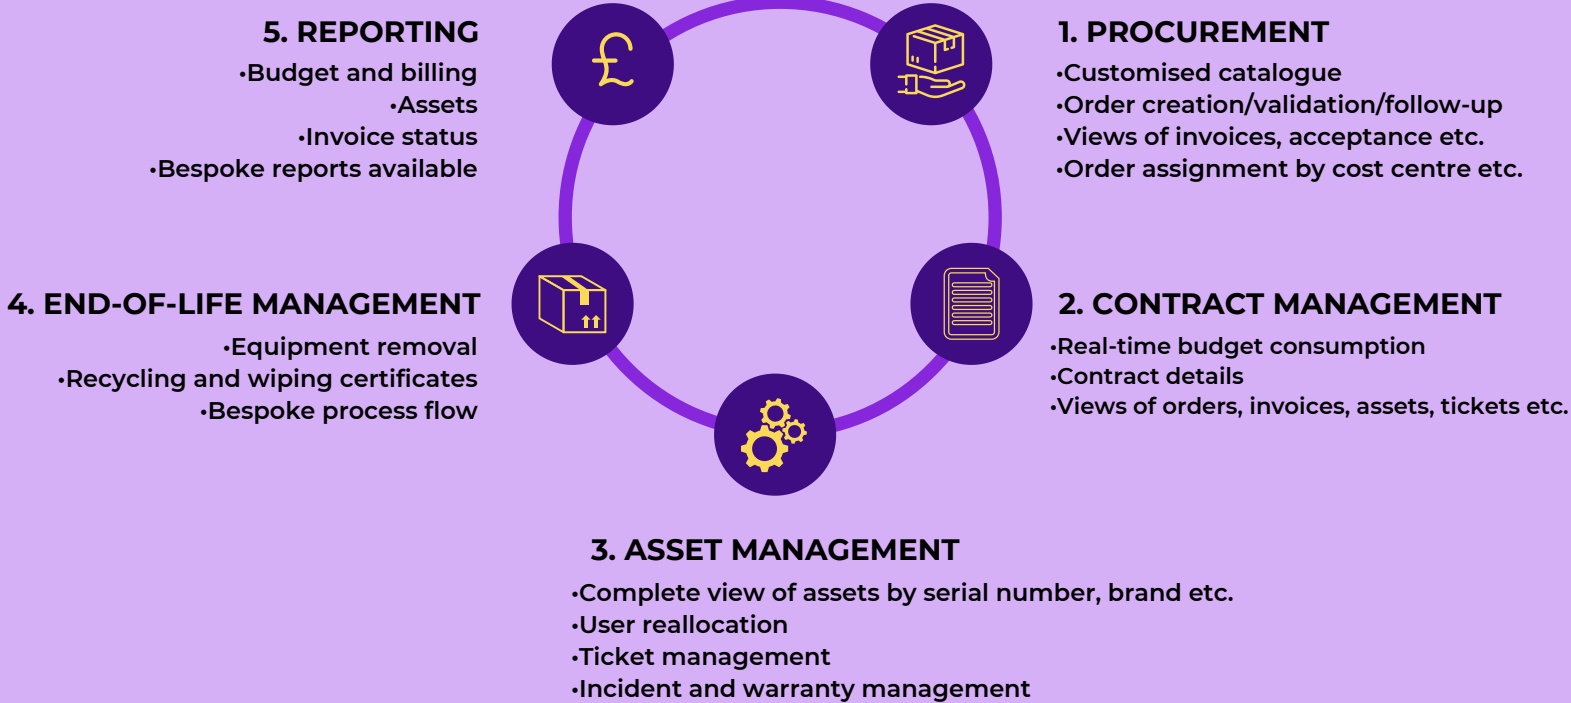 1. PROCUREMENT
•Customised catalogue
•Order creation/validation/follow-up
•Views of invoices, acceptance etc.
•Order assignment by cost centre etc.
2. CONTRACT MANAGEMENT
•Real-time budget consumption
•Contract details
•Views of orders, invoices, assets, tickets etc.
3. ASSET MANAGEMENT
•Complete view of assets by serial number, brand etc.
•User reallocation
•Ticket management
•Incident and warranty management
4. END-OF-LIFE MANAGEMENT
•Equipment removal
•Recycling and wiping certificates
•Bespoke process flow
5. REPORTING
•Budget and billing
•Assets
•Invoice status
•Bespoke reports available
£